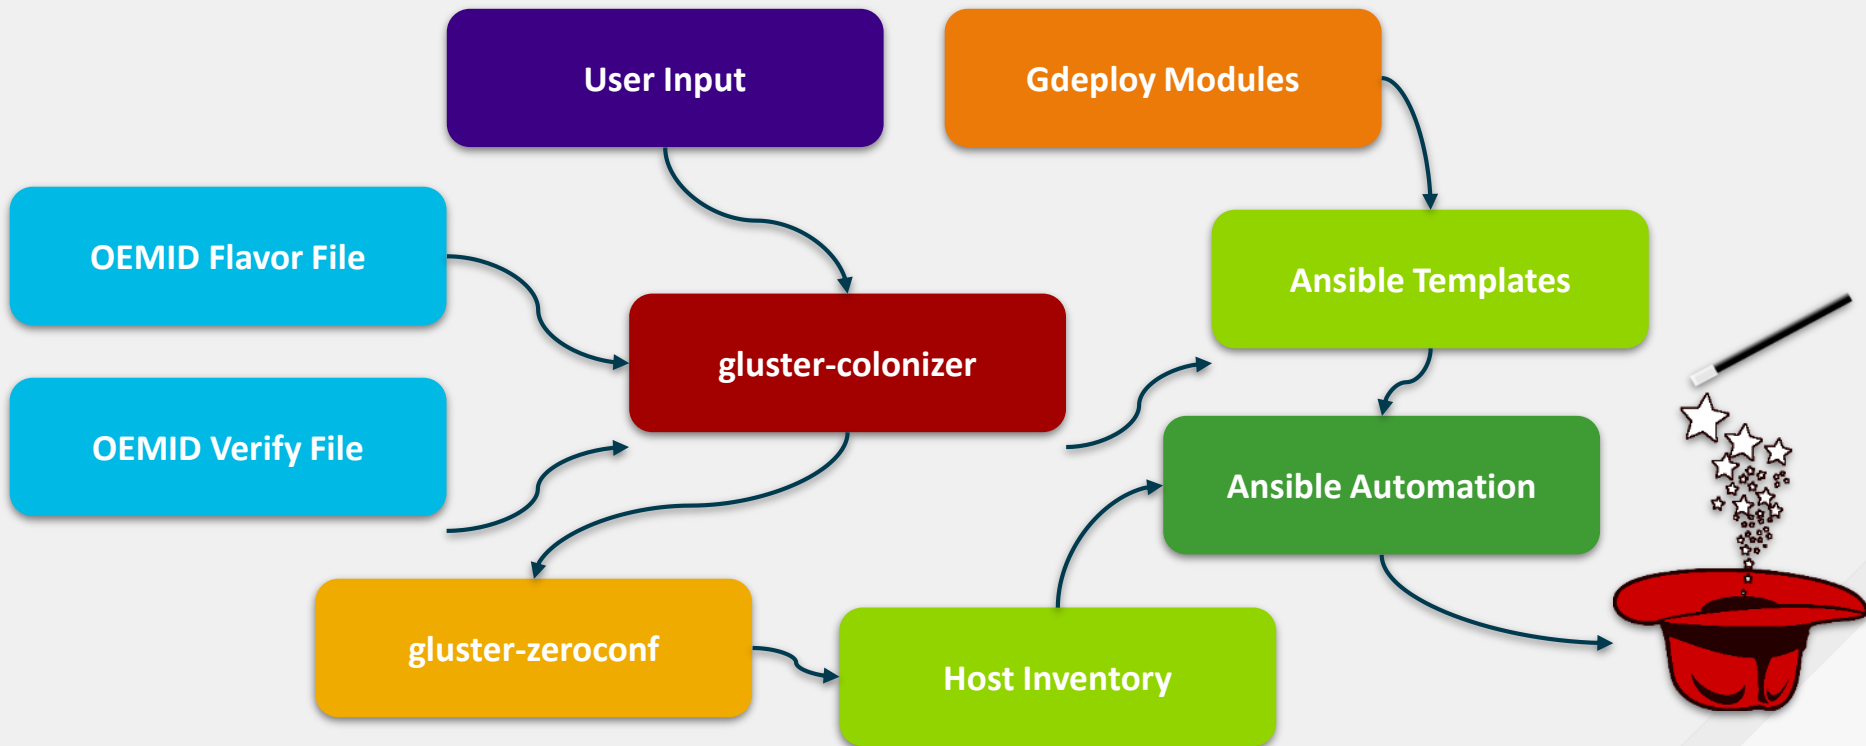 User Input
Gdeploy Modules
OEMID Flavor File
Ansible Templates
gluster-colonizer
OEMID Verify File
Ansible Automation
gluster-zeroconf
Host Inventory